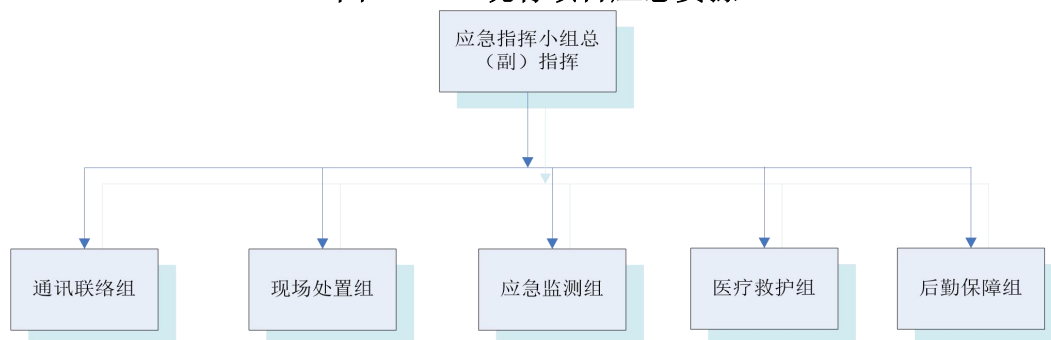 应急指挥小组总
（副）指挥
通讯联络组
现场处置组
应急监测组
医疗救护组
后勤保障组